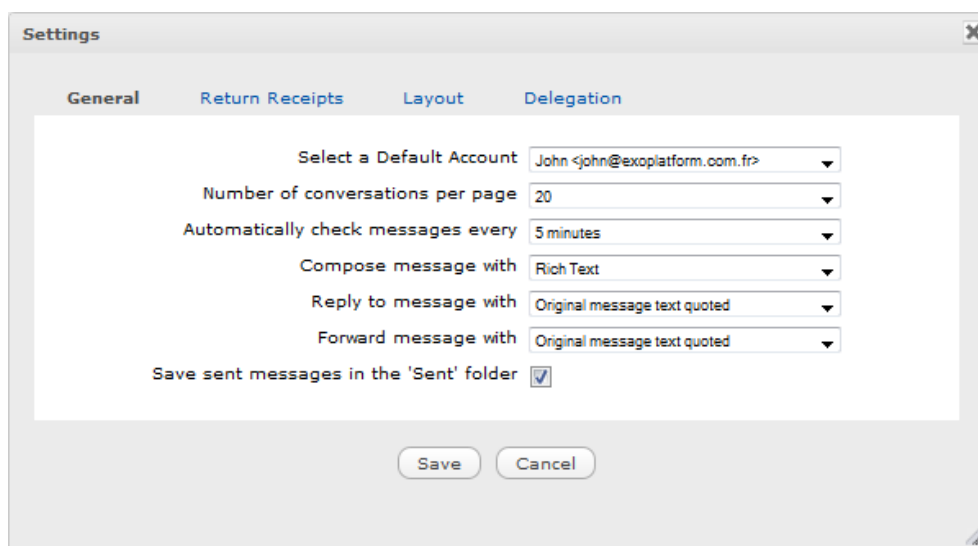 Settings
General Return Receipts Layout Delegation
Select a Default Account John <john@exoplatform.com.fr>
Number of conversations per page 20
Automatically check messages every 5 minutes
Compose message with Rich Text
Reply to message with Original message text quoted
Forward message with Original message text quoted
Save sent messages in the 'Sent' folder
Save Cancel